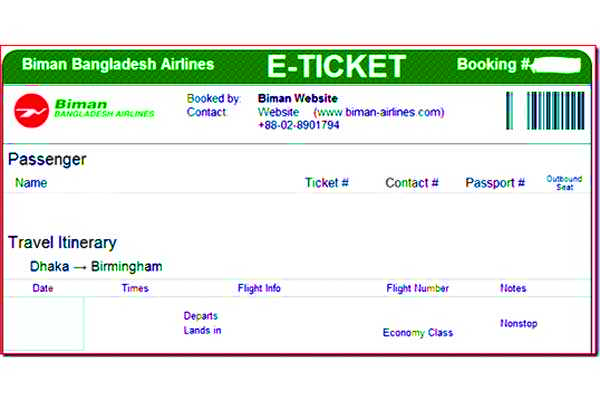 Biman Bangladesh Airlines E-TICKET Booking #
Biman
BANGLADESH AIRLINES
Booked by: Biman Website
Contact: Website (www biman-airlines.com)
+88-02-8901794
Passenger
Name Ticket # Contact # Passport # Outbound Seat
Travel Itinerary
Dhaka → Birmingham
Date Times Flight Info Flight Number Notes
Departs
Lands in
Economy Class
Nonstop